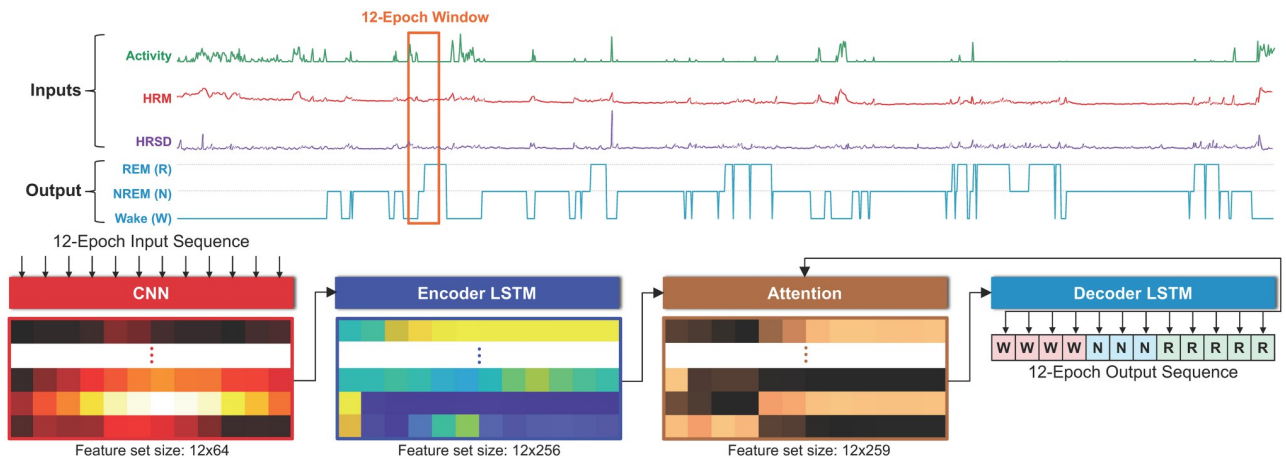 12-Epoch Window
Inputs
Activity
HRM
HRSD
Output
REM (R)
NREM (N)
Wake (W)
12-Epoch Input Sequence
CNN
Encoder LSTM
Attention
Decoder LSTM
W W W W N N N R R R R R
12-Epoch Output Sequence
Feature set size: 12x64
Feature set size: 12x256
Feature set size: 12x259